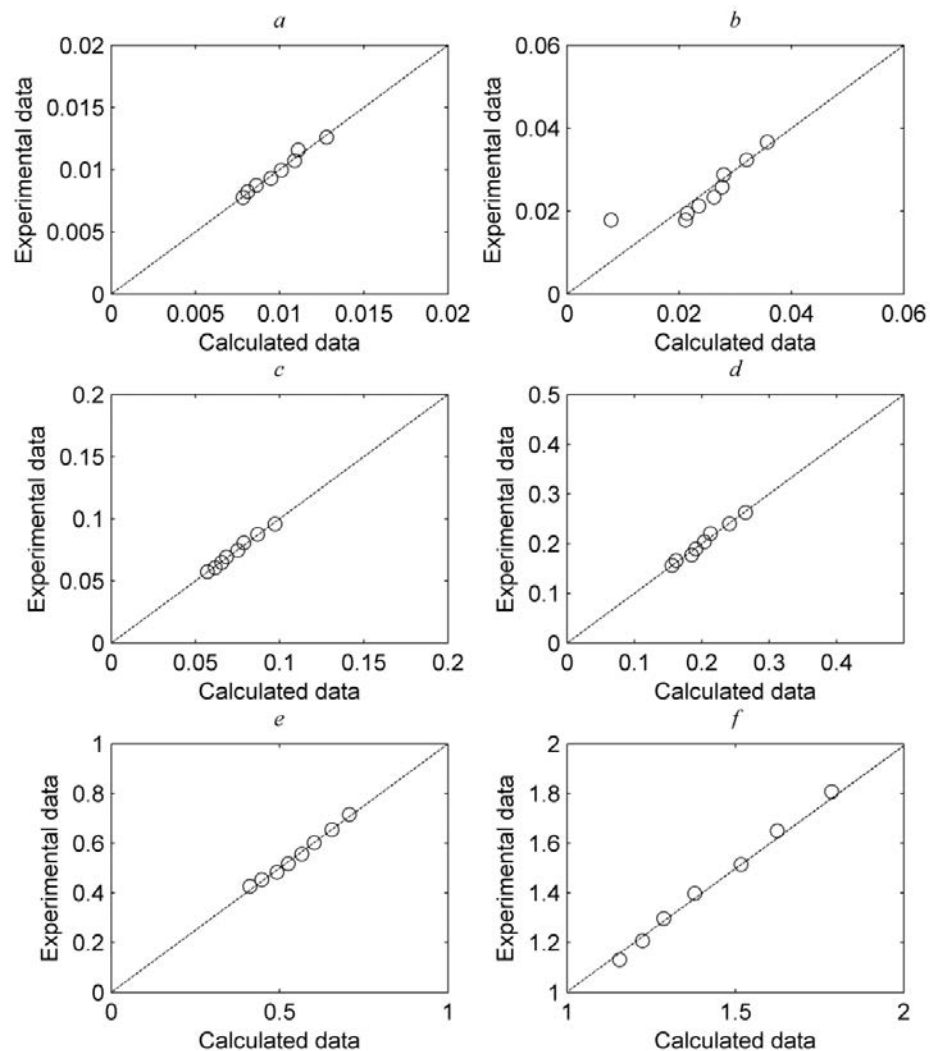 a
0.02
0.015
0.01
0.005
0
Experimental data
0 0.005 0.01 0.015 0.02
Calculated data
b
0.06
0.04
0.02
0
Experimental data
0 0.02 0.04 0.06
Calculated data
c
0.2
0.15
0.1
0.05
0
Experimental data
0 0.05 0.1 0.15 0.2
Calculated data
d
0.5
0.4
0.3
0.2
0.1
0
Experimental data
0 0.1 0.2 0.3 0.4
Calculated data
e
1
0.8
0.6
0.4
0.2
0
Experimental data
0 0.5 1
Calculated data
f
2
1.8
1.6
1.4
1.2
1
Experimental data
1 1.5 2
Calculated data